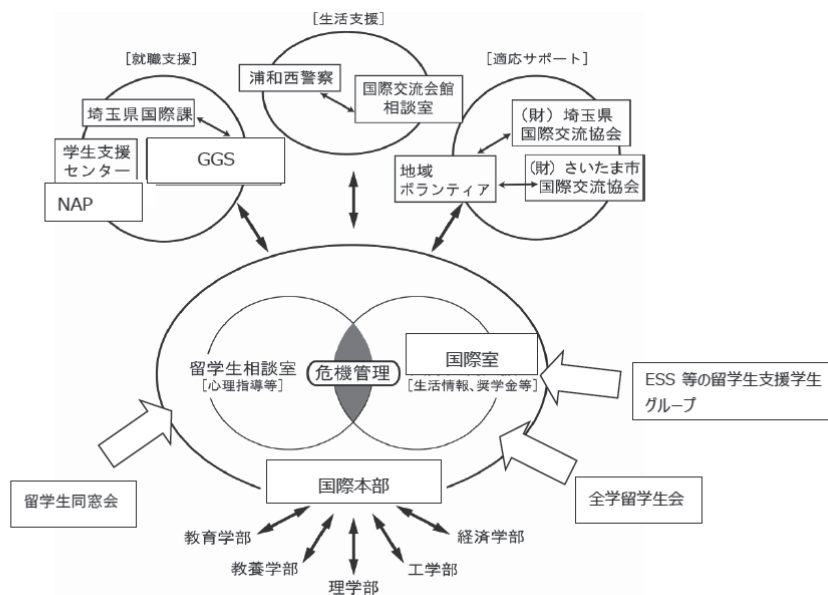 [生活支援]
[就職支援]
[適応サポート]
浦和西警察
国際交流会館
相談室
埼玉県国際課
学生支援
センター
GGS
NAP
(財)埼玉県
国際交流協会
地域
ボランティア
(財)さいたま市
国際交流協会
留学生相談室
[心理指導等]
危機管理
国際室
[生活情報、奨学金等]
ESS 等の留学生支援学生
グループ
留学生同窓会
国際本部
全学留学生会
教育学部
教養学部
理学部
工学部
経済学部